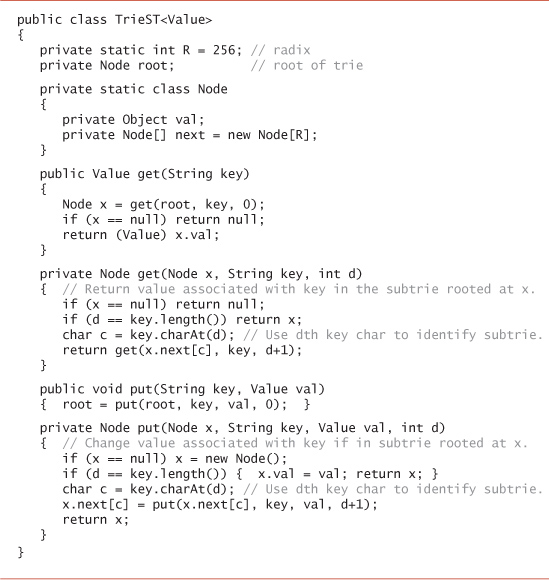 public class TrieST<Value>
{
private static int R = 256; // radix
private Node root; // root of trie
private static class Node
{
private Object val;
private Node[] next = new Node[R];
}
public Value get(String key)
{
Node x = get(root, key, 0);
if (x == null) return null;
return (Value) x.val;
}
private Node get(Node x, String key, int d)
{ // Return value associated with key in the subtrie rooted at x.
if (x == null) return null;
if (d == key.length()) return x;
char c = key.charAt(d); // Use dth key char to identify subtrie.
return get(x.next[c], key, d+1);
}
public void put(String key, Value val)
{ root = put(root, key, val, 0); }
private Node put(Node x, String key, Value val, int d)
{ // Change value associated with key if in subtrie rooted at x.
if (x == null) x = new Node();
if (d == key.length()) { x.val = val; return x; }
char c = key.charAt(d); // Use dth key char to identify subtrie.
x.next[c] = put(x.next[c], key, val, d+1);
return x;
}
}